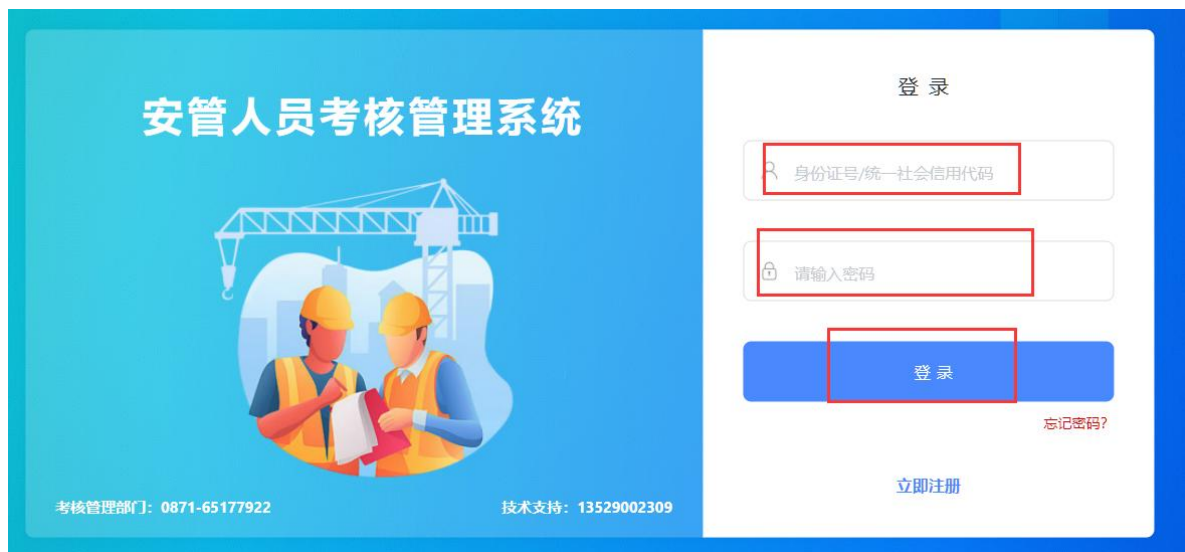 安管人员考核管理系统
考核管理部门：0871-65177922
技术支持：13529002309
登 录
身份证号/统一社会信用代码
请输入密码
登 录
忘记密码?
立即注册